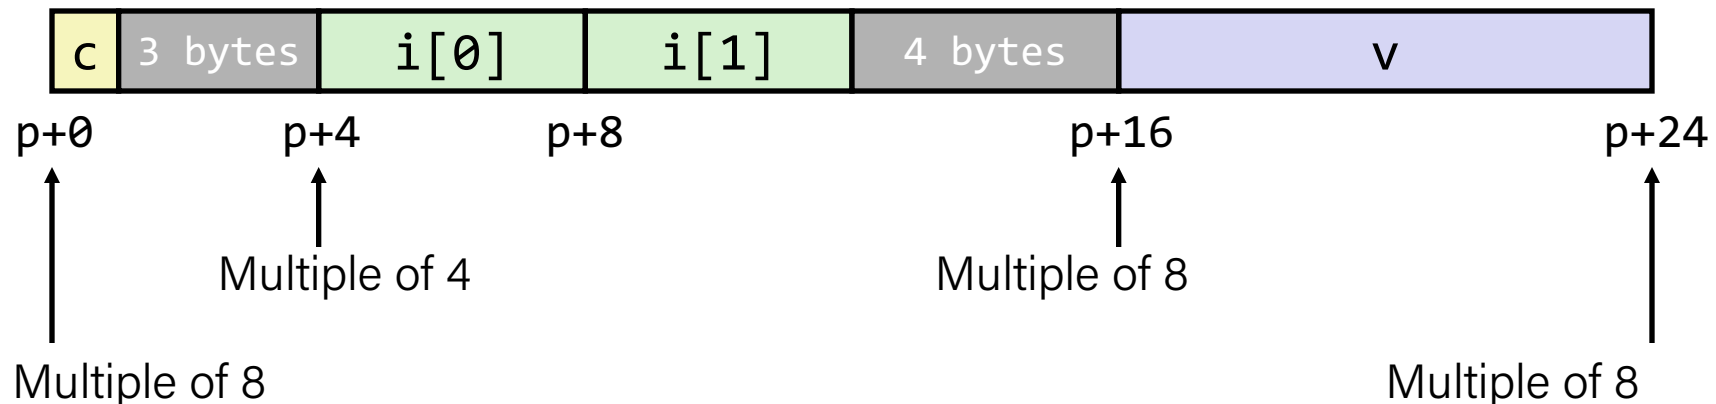 c 3 bytes i[0] i[1] 4 bytes v
p+0 p+4 p+8 p+16 p+24
Multiple of 4 Multiple of 8
Multiple of 8 Multiple of 8